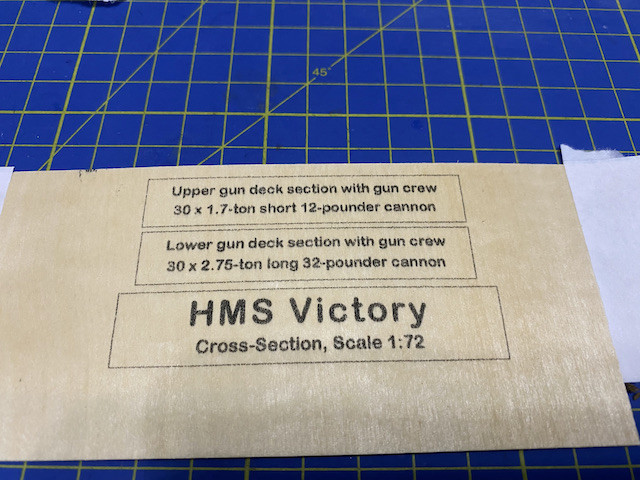 45°
Upper gun deck section with gun crew
30 x 1.7-ton short 12-pounder cannon
Lower gun deck section with gun crew
30 x 2.75-ton long 32-pounder cannon
HMS Victory
Cross-Section, Scale 1:72